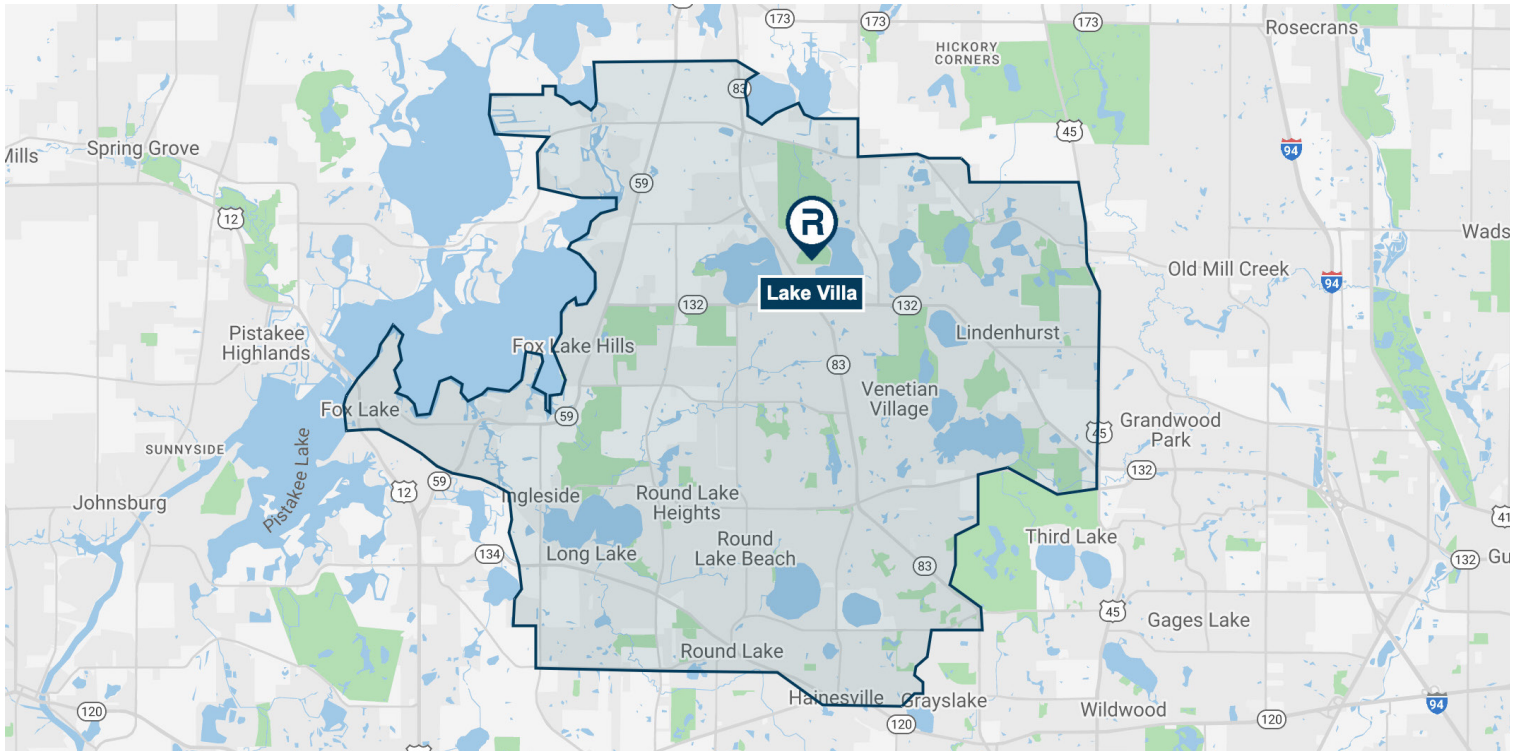 173
173
173
Rosecrans
HICKORY
CORNERS
83
45
94
Spring Grove
Mills
59
12
R
Wads
Old Mill Creek
94
Lake Villa
132
132
Pistakee
Highlands
Fox Lake Hills
Lindenhurst
83
Venetian
Village
Fox Lake
59
Grandwood
Park
45
SUNNYSIDE
Pistakee Lake
132
59
12
Johnsburg
Ingleside
Round Lake
Heights
41
Third Lake
Round
Lake Beach
134
Long Lake
83
132
Gu
45
Gages Lake
Round Lake
Hainesville
Grayslake
Wildwood
94
120
120
120